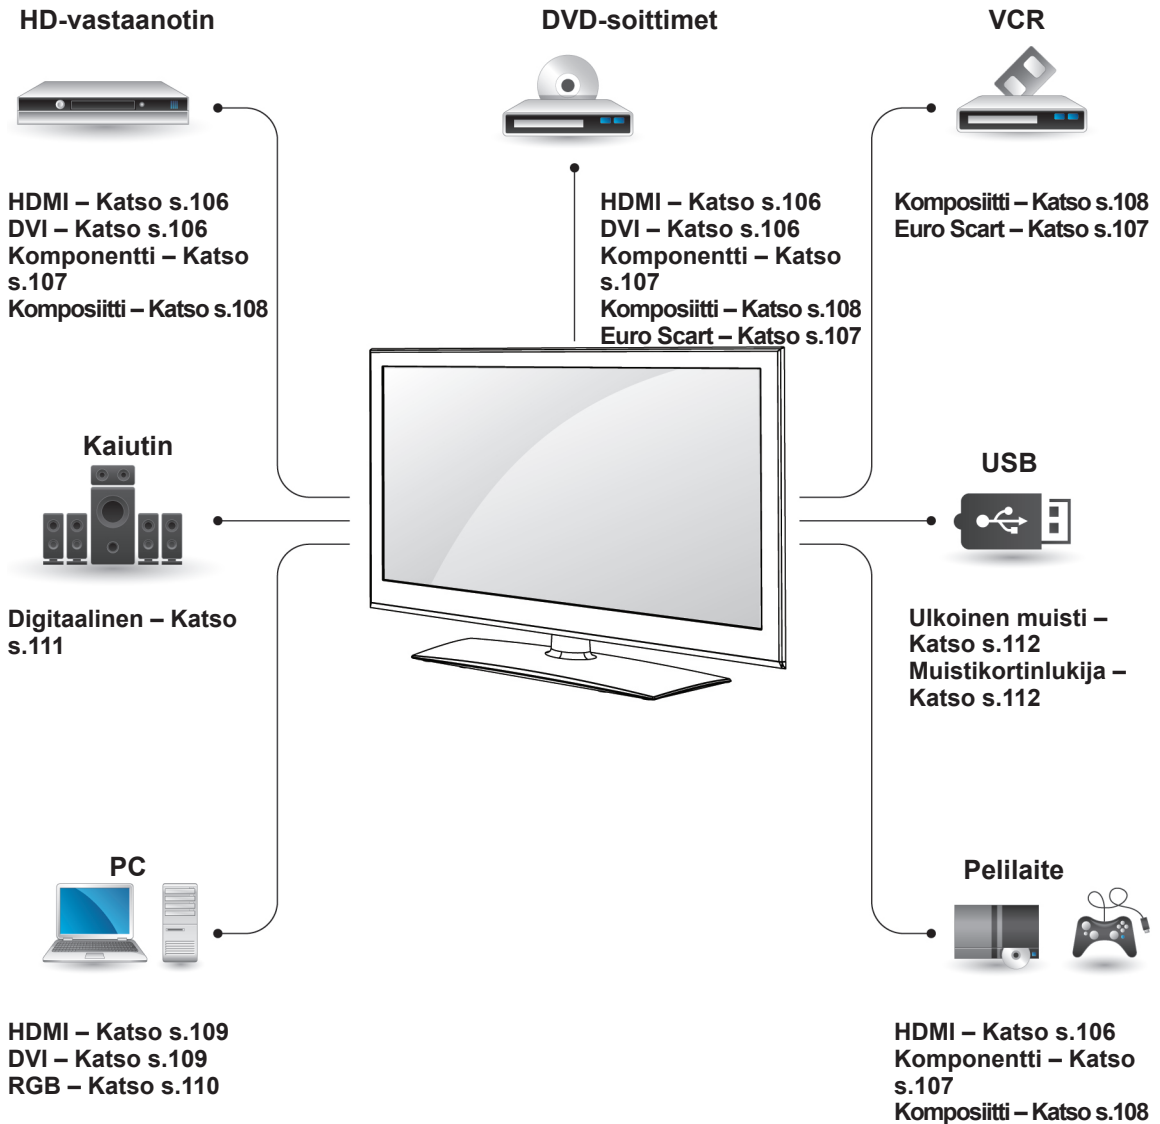 HD-vastaanotin
HDMI – Katso s.106
DVI – Katso s.106
Komponentti – Katso
s.107
Komposiitti – Katso s.108
DVD-soittimet
HDMI – Katso s.106
DVI – Katso s.106
Komponentti – Katso
s.107
Komposiitti – Katso s.108
Euro Scart – Katso s.107
VCR
Komposiitti – Katso s.108
Euro Scart – Katso s.107
Kaiutin
Digitaalinen – Katso
s.111
USB
Ulkoinen muisti –
Katso s.112
Muistikortinlukija –
Katso s.112
PC
HDMI – Katso s.109
DVI – Katso s.109
RGB – Katso s.110
Pelilaite
HDMI – Katso s.106
Komponentti – Katso
s.107
Komposiitti – Katso s.108